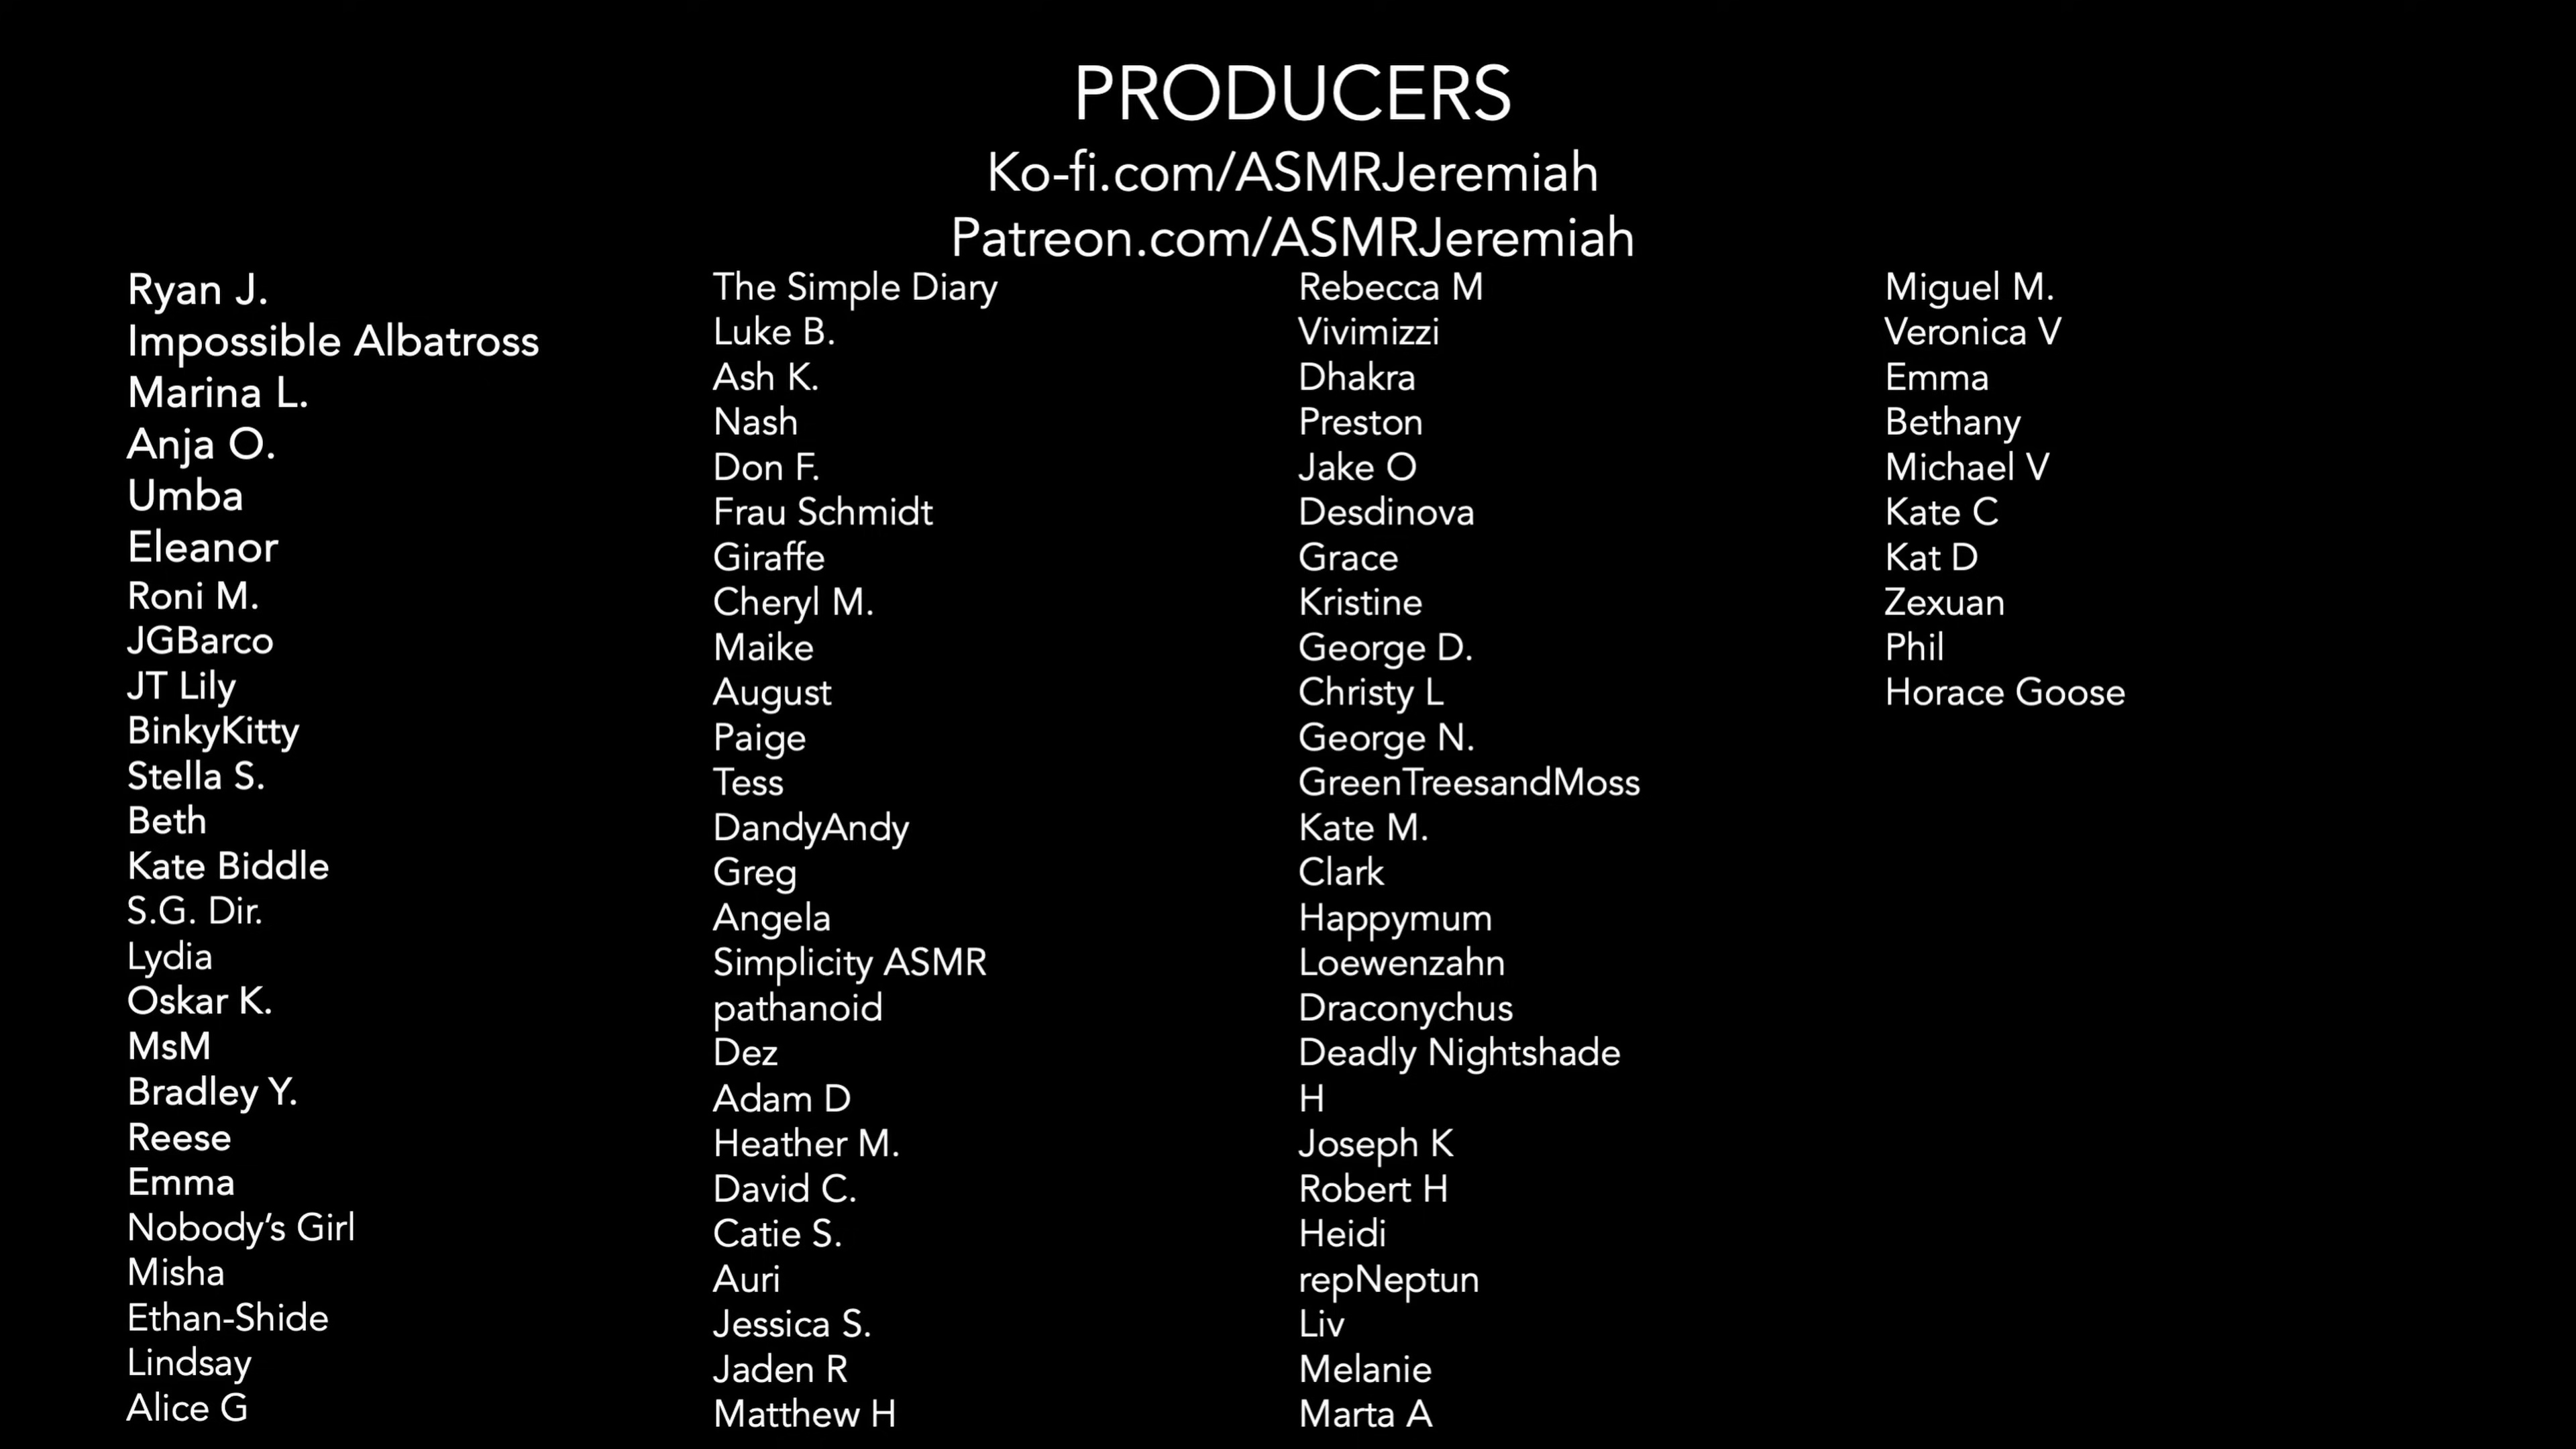 PRODUCERS
Ko-fi.com/ASMRJeremiah
Patreon.com/ASMRJeremiah
Ryan J.
Impossible Albatross
Marina L.
Anja O.
Umba
Eleanor
Roni M.
JGBarco
JT Lily
BinkyKitty
Stella S.
Beth
Kate Biddle
S.G. Dir.
Lydia
Oskar K.
MsM
Bradley Y.
Reese
Emma
Nobody’s Girl
Misha
Ethan-Shide
Lindsay
Alice G
The Simple Diary
Luke B.
Ash K.
Nash
Don F.
Frau Schmidt
Giraffe
Cheryl M.
Maike
August
Paige
Tess
DandyAndy
Greg
Angela
Simplicity ASMR
pathanoid
Dez
Adam D
Heather M.
David C.
Catie S.
Auri
Jessica S.
Jaden R
Matthew H
Rebecca M
Vivimizzi
Dhakra
Preston
Jake O
Desdinova
Grace
Kristine
George D.
Christy L
George N.
GreenTreesandMoss
Kate M.
Clark
Happymum
Loewenzahn
Draconychus
Deadly Nightshade
H
Joseph K
Robert H
Heidi
repNeptun
Liv
Melanie
Marta A
Miguel M.
Veronica V
Emma
Bethany
Michael V
Kate C
Kat D
Zexuan
Phil
Horace Goose